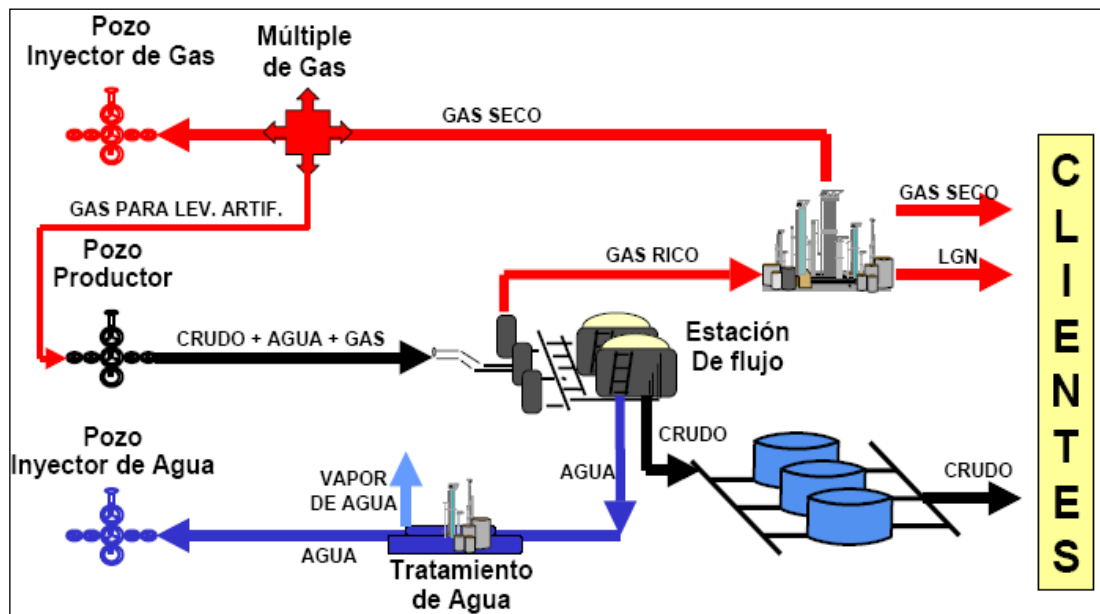 Pozo
Inyector de Gas
Múltiple
de Gas
GAS SECO
GAS PARA LEV. ARTIF.
GAS SECO
LGN
GAS RICO
Pozo
Productor
CRUDO + AGUA + GAS
Estación
De flujo
Pozo
Inyector de Agua
VAPOR
DE AGUA
AGUA
CRUDO
CRUDO
AGUA
Tratamiento
de Agua
C
L
I
E
N
T
E
S